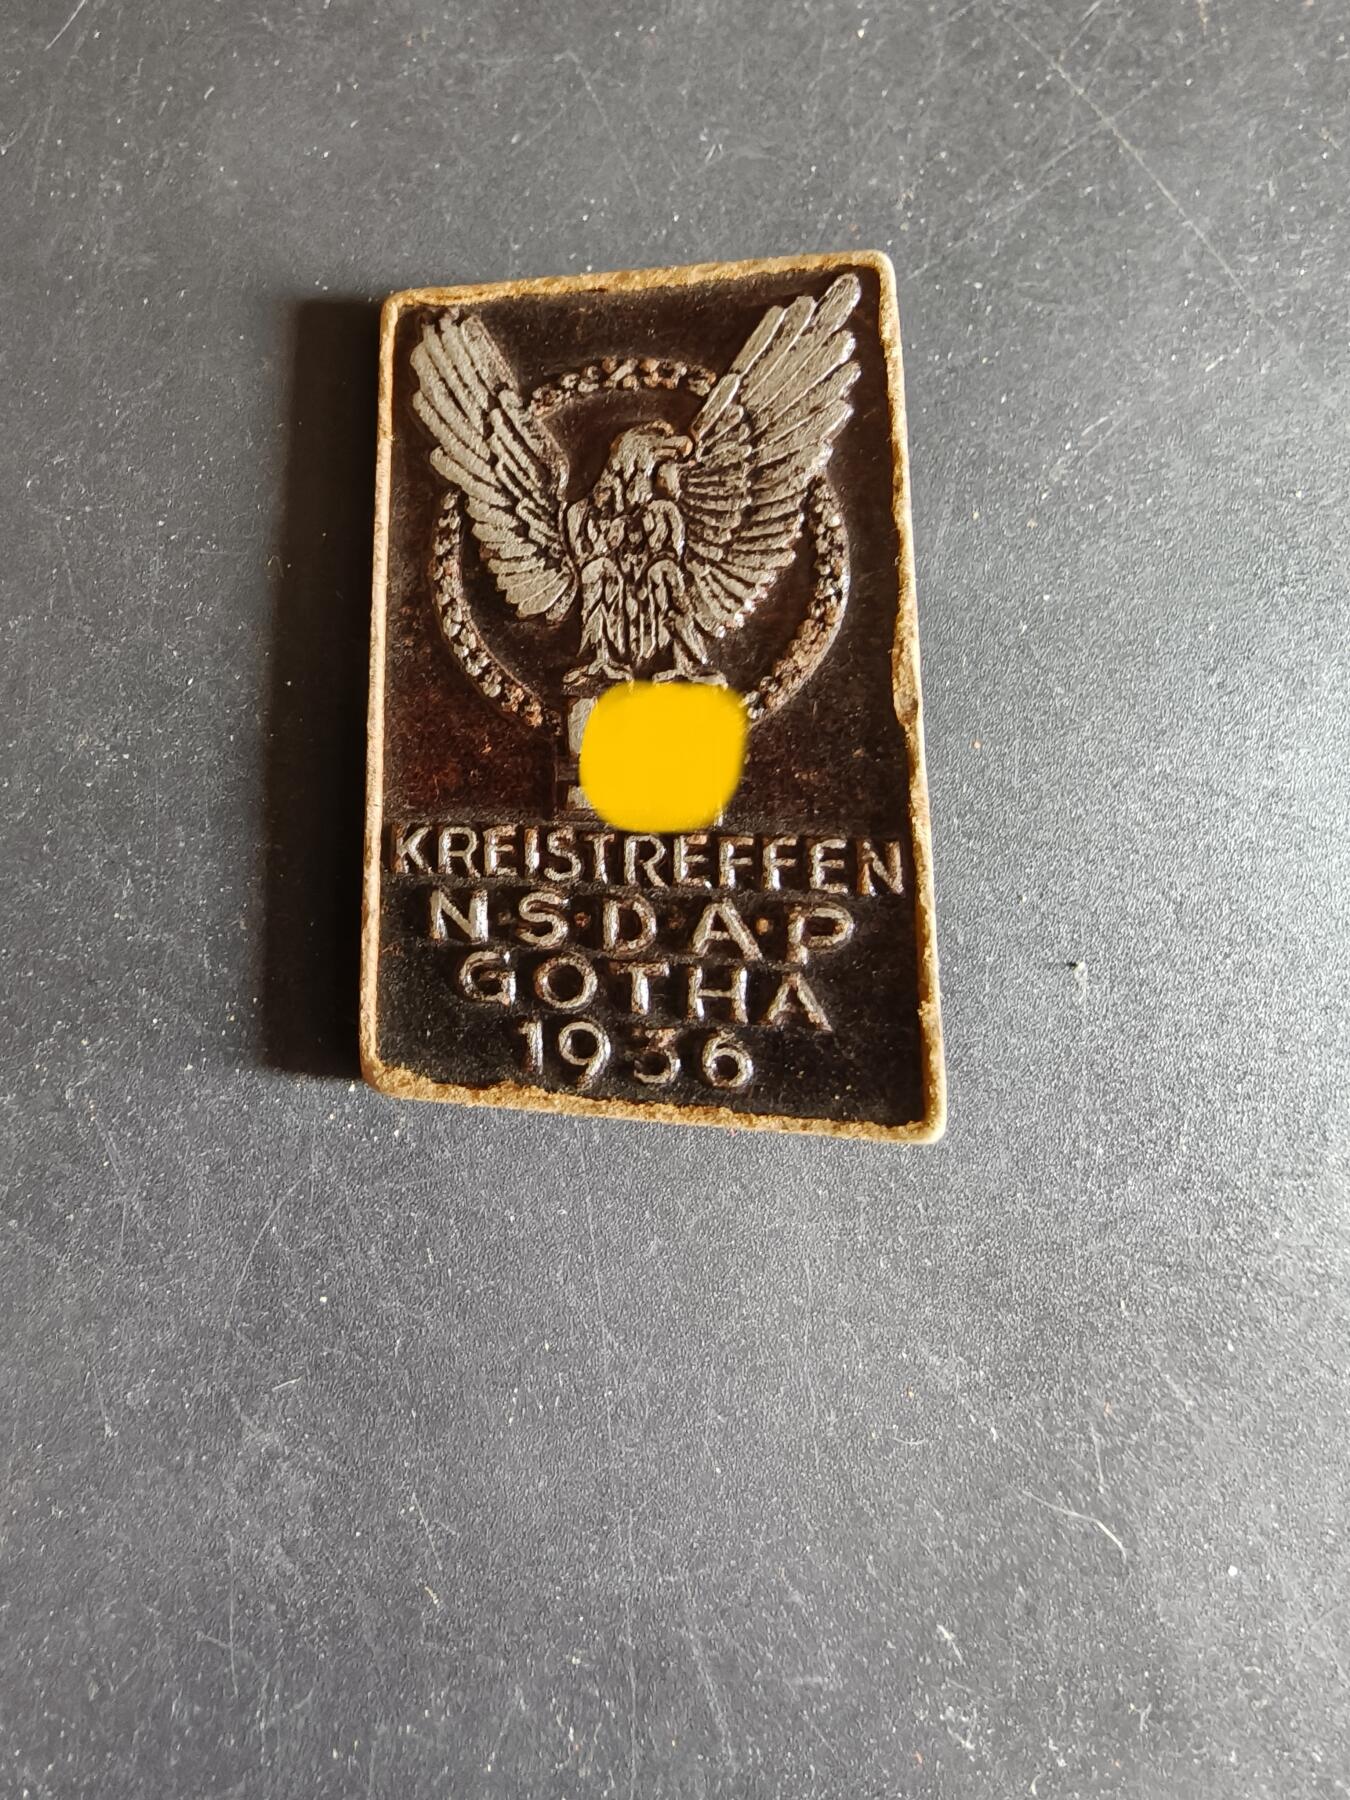 KREISTREFFEN
N·S·D·A·P
GOTHA
1936